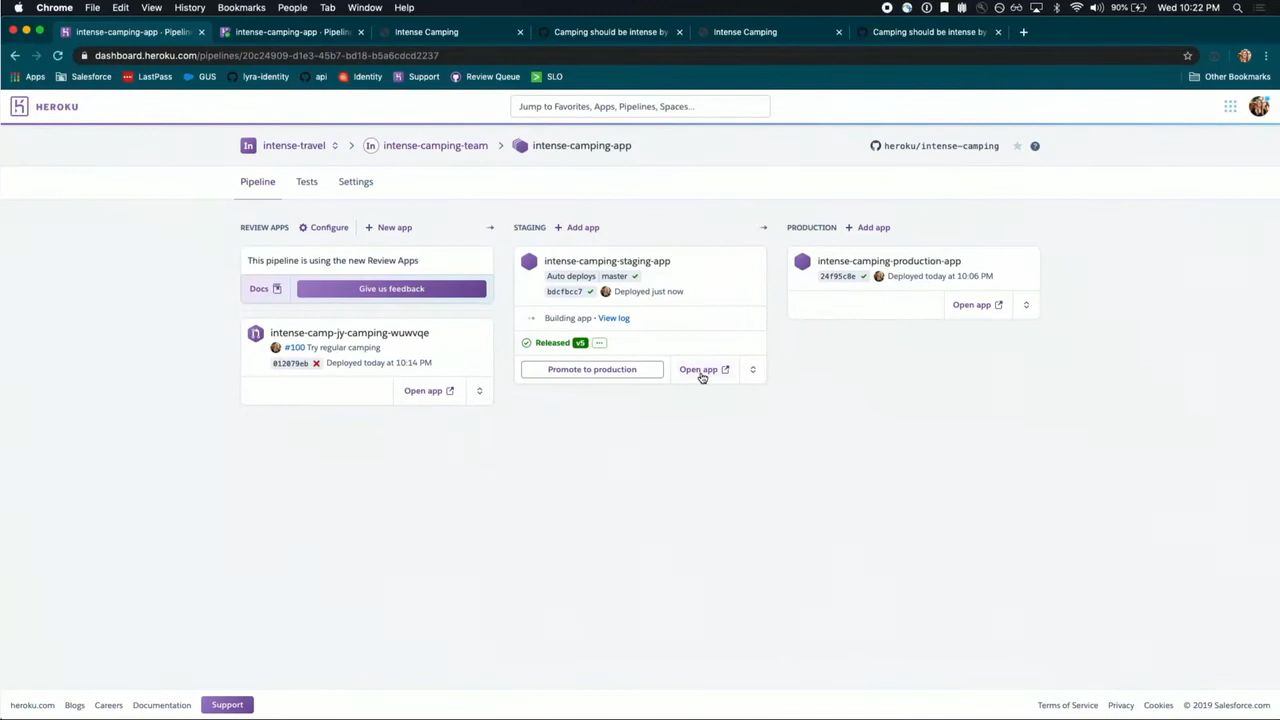 Chrome File Edit View History Bookmarks People Tab Window Help 90% Wed 10:22 PM
intense-camping-app · Pipelin × intense-camping-app · Pipelin × Intense Camping × Camping should be intense by × Intense Camping × Camping should be intense by × +
dashboard.heroku.com/pipelines/20c24909-d1e3-45b7-bd18-b5a6cdcd2237
Apps Salesforce LastPass GUS lyra-identity api Identity Support Review Queue SLO Other Bookmarks
HEROKU Jump to Favorites, Apps, Pipelines, Spaces...
In intense-travel > In intense-camping-team > intense-camping-app heroku/intense-camping
Pipeline Tests Settings
REVIEW APPS Configure + New app → STAGING + Add app → PRODUCTION + Add app
This pipeline is using the new Review Apps
Docs Give us feedback
intense-camp-jy-camping-wuwvqe
#100 Try regular camping
012079eb Deployed today at 10:14 PM
Open app
intense-camping-staging-app
Auto deploys master
bdcfbcc7 Deployed just now
Building app - View log
Released v5 ...
Promote to production Open app
intense-camping-production-app
24f95c8e Deployed today at 10:06 PM
Open app
heroku.com Blogs Careers Documentation Support Terms of Service Privacy Cookies © 2019 Salesforce.com